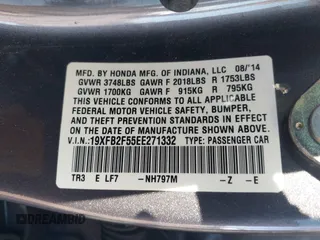 MFD. BY HONDA MFG. OF INDIANA, LLC 08/'14
GVWR 3748LBS GAWR F 2018LBS R 1753LBS
GVWR 1700KG GAWR F 915KG R 795KG
THIS VEHICLE CONFORMS TO ALL APPLICABLE
FEDERAL MOTOR VEHICLE SAFETY, BUMPER,
AND THEFT PREVENTION STANDARDS IN EFFECT
ON THE DATE OF MANUFACTURE SHOWN ABOVE.
V.I.N.:19XFB2F55EE271332 TYPE: PASSENGER CAR
TR3 E LF7 -NH797M -Z -E